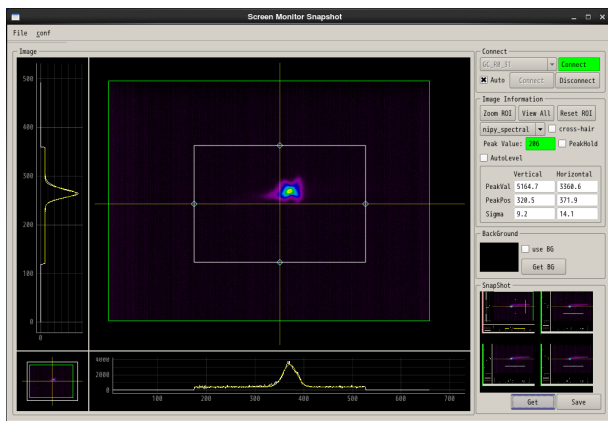 Screen Monitor Snapshot
File conf
Image
500
400
300
200
100
0
0
4000
2000
0
100 200 300 400 500 600 700
Connect
GC_R0_I1 Connect
Auto Connect Disconnect
Image Information
Zoom ROI View All Reset ROI
nipy_spectral cross-hair
Peak Value: 206 PeakHold
AutoLevel
Vertical Horizontal
PeakVal 5164.7 3360.6
PeakPos 320.5 371.9
Sigma 9.2 14.1
BackGround
use BG
Get BG
SnapShot
Get Save